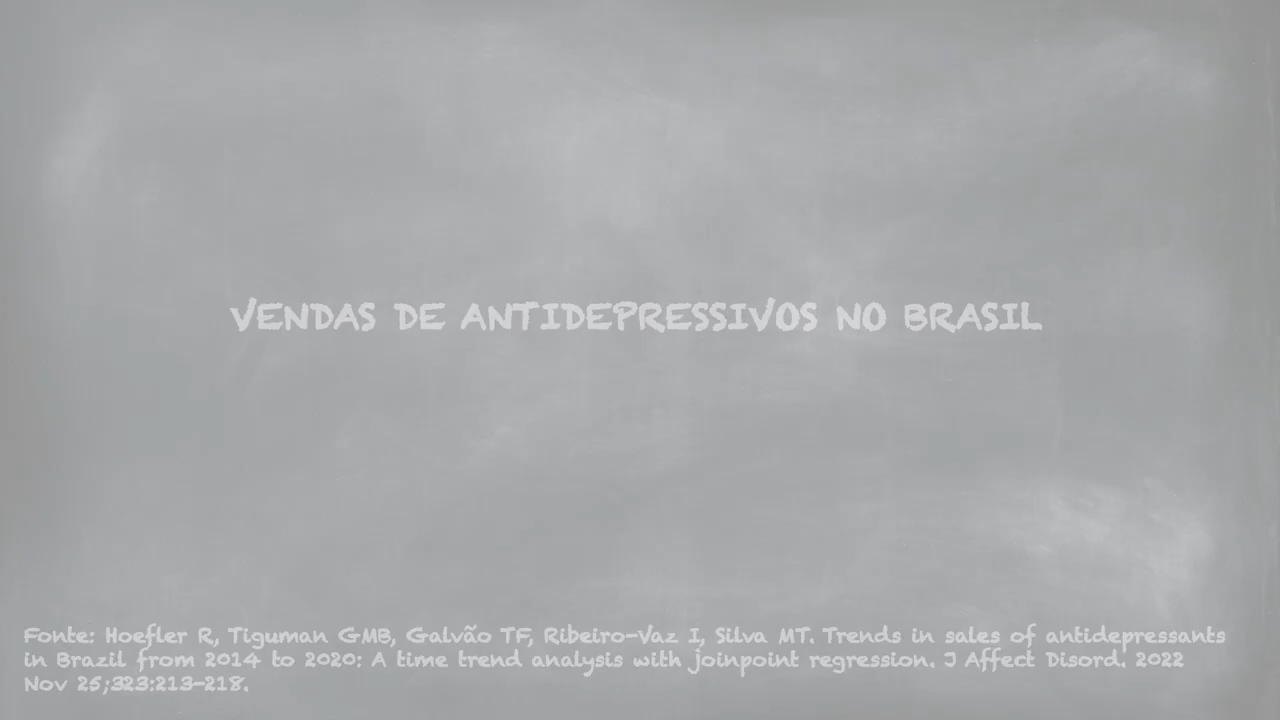 VENDAS DE ANTIDEPRESSIVOS NO BRASIL
Fonte: Hoefler R, Tiguman GMB, Galvão TF, Ribeiro-Vaz I, Silva MT. Trends in sales of antidepressants
in Brazil from 2014 to 2020: A time trend analysis with joinpoint regression. J Affect Disord. 2022
Nov 25;323:213-218.